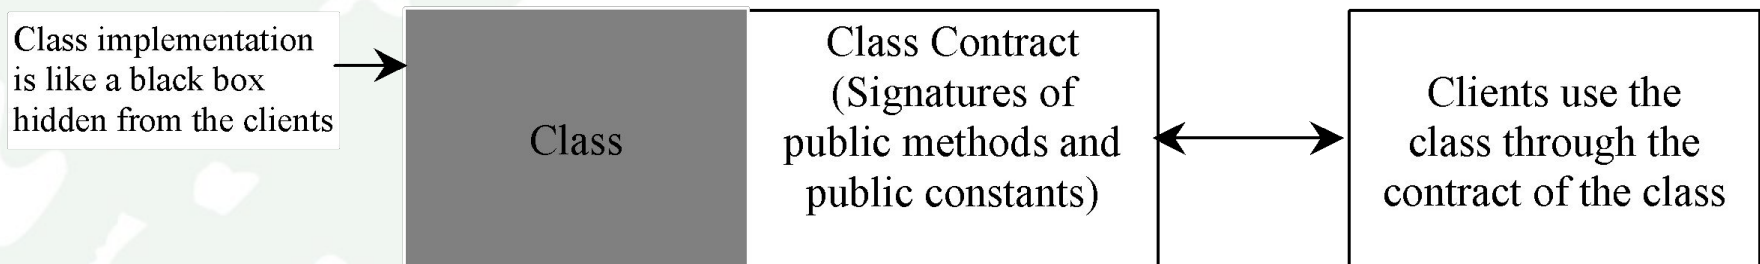 Class implementation
is like a black box
hidden from the clients
Class
Class Contract
(Signatures of
public methods and
public constants)
Clients use the
class through the
contract of the class